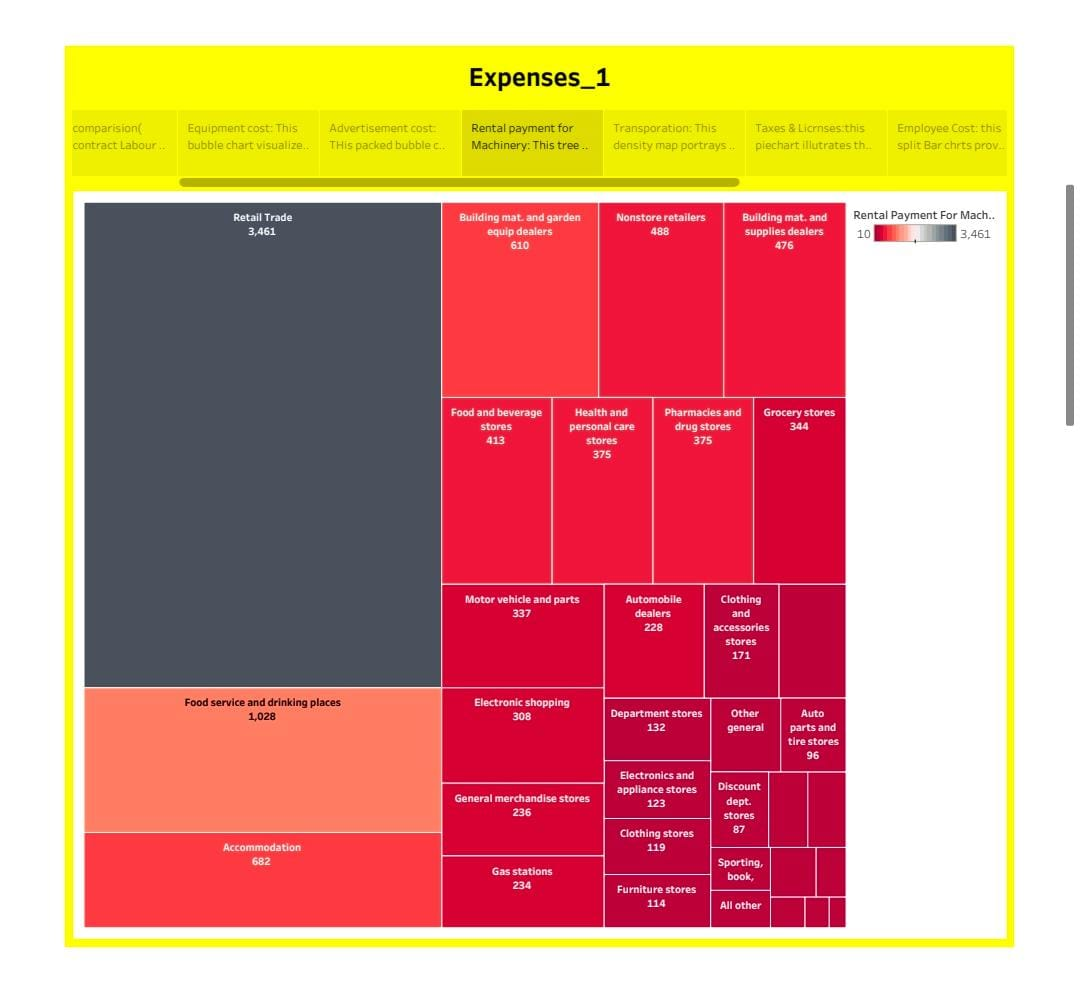 Expenses_1
comparision(
contract Labour ..
Equipment cost: This
bubble chart visualize..
Advertisement cost:
THis packed bubble c..
Rental payment for
Machinery: This tree ..
Transporation: This
density map portrays ..
Taxes & Licrnses:this
piechart illutrates th..
Employee Cost: this
split Bar chrts prov..
Retail Trade
3,461
Building mat. and garden
equip dealers
610
Nonstore retailers
488
Building mat. and
supplies dealers
476
Rental Payment For Mach..
10
3,461
Food and beverage
stores
413
Health and
personal care
stores
375
Pharmacies and
drug stores
375
Grocery stores
344
Motor vehicle and parts
337
Automobile
dealers
228
Clothing
and
accessories
stores
171
Food service and drinking places
1,028
Electronic shopping
308
Department stores
132
Other
general
Auto
parts and
tire stores
96
Electronics and
appliance stores
123
Discount
dept.
stores
87
General merchandise stores
236
Clothing stores
119
Accommodation
682
Gas stations
234
Sporting,
book,
Furniture stores
114
All other